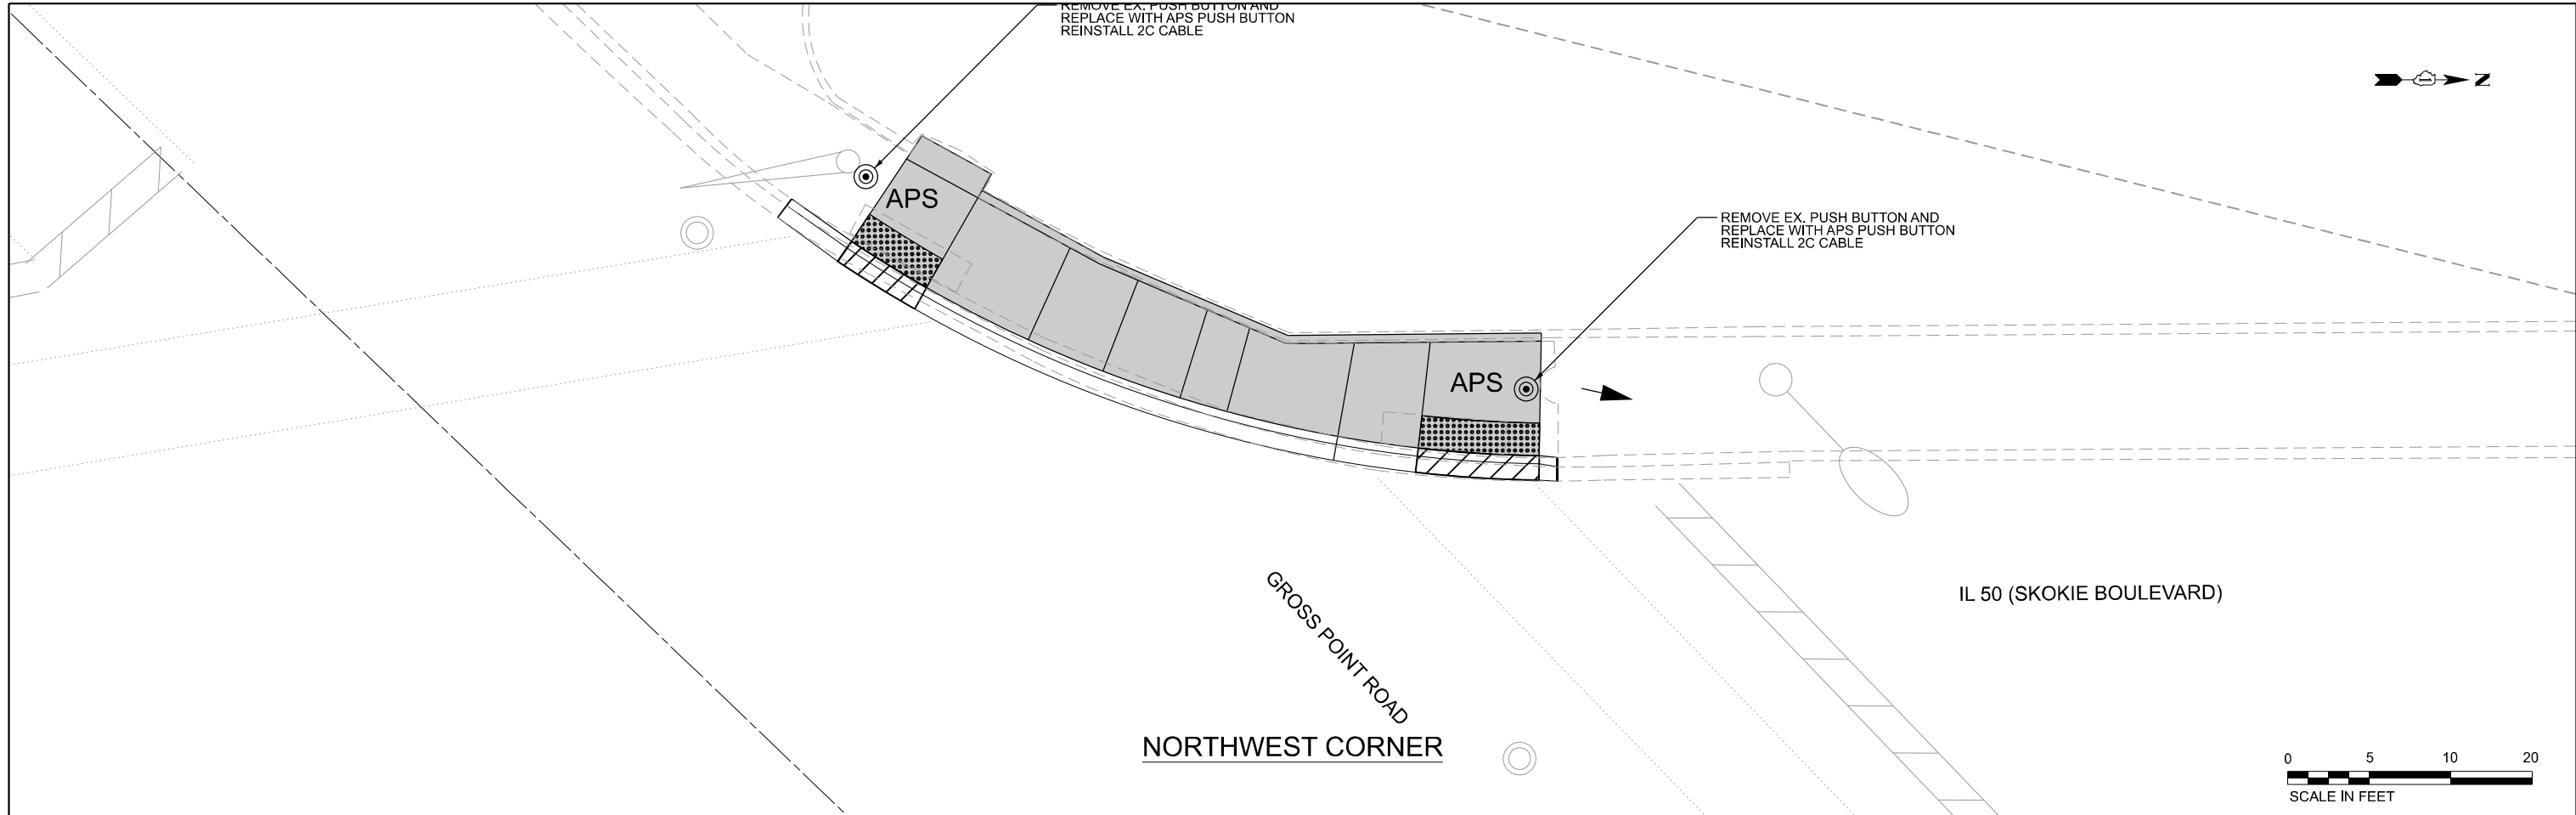 REMOVE EX. PUSH BUTTON AND
REPLACE WITH APS PUSH BUTTON
REINSTALL 2C CABLE
N
APS
REMOVE EX. PUSH BUTTON AND
REPLACE WITH APS PUSH BUTTON
REINSTALL 2C CABLE
APS
GROSS POINT ROAD
IL 50 (SKOKIE BOULEVARD)
NORTHWEST CORNER
0 5 10 20
SCALE IN FEET